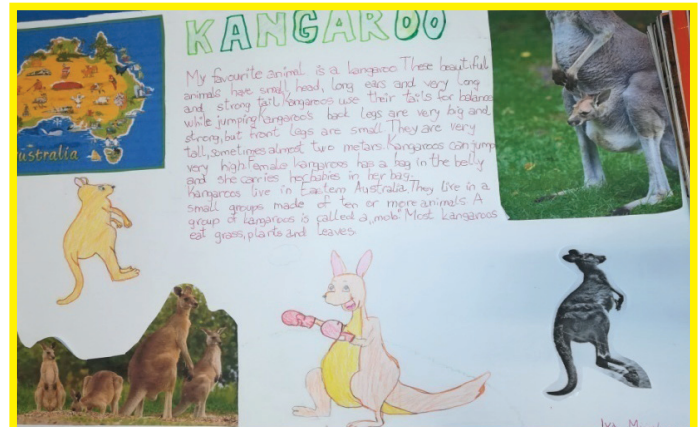 KANGAROO
My favourite animal is a kangaroo. These beautiful
animals have small head, long ears and very long
and strong tail. Kangaroos use their tails for balance
while jumping. Kangaroo's back legs are very big and
strong, but front legs are small. They are very
tall, sometimes almost two metars. Kangaroos can jump
very high. Female kangaroos has a bag in the belly
and she carries her babies in her bag.
Kangaroos live in Eastern Australia. They live in a
small groups made of ten or more animals. A
group of kangaroos is called a „mob". Most kangaroos
eat grass, plants and leaves.
ustralia